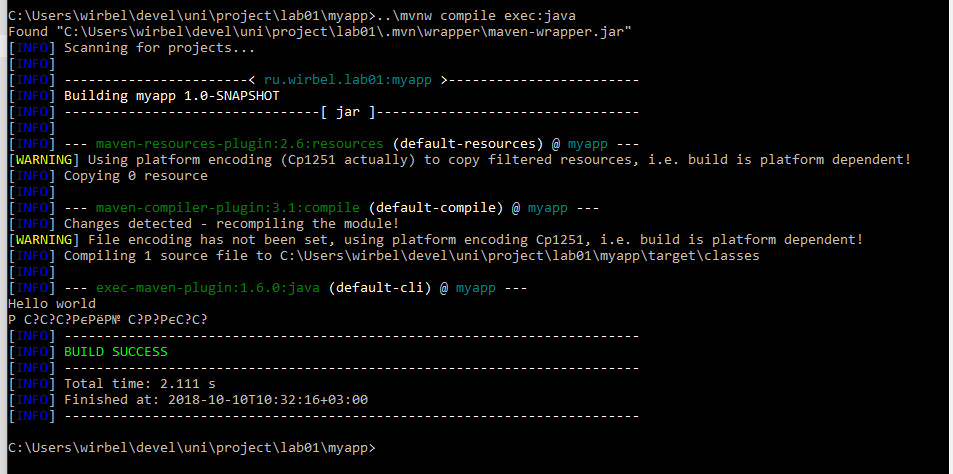 C:\Users\wirbel\devel\uni\project\lab01\myapp>..\mvnw compile exec:java
Found "C:\Users\wirbel\devel\uni\project\lab01\.mvn\wrapper\maven-wrapper.jar"
[INFO] Scanning for projects...
[INFO]
[INFO] -----------------------< ru.wirbel.lab01:myapp >------------------------
[INFO] Building myapp 1.0-SNAPSHOT
[INFO] --------------------------------[ jar ]---------------------------------
[INFO]
[INFO] --- maven-resources-plugin:2.6:resources (default-resources) @ myapp ---
[WARNING] Using platform encoding (Cp1251 actually) to copy filtered resources, i.e. build is platform dependent!
[INFO] Copying 0 resource
[INFO]
[INFO] --- maven-compiler-plugin:3.1:compile (default-compile) @ myapp ---
[INFO] Changes detected - recompiling the module!
[WARNING] File encoding has not been set, using platform encoding Cp1251, i.e. build is platform dependent!
[INFO] Compiling 1 source file to C:\Users\wirbel\devel\uni\project\lab01\myapp\target\classes
[INFO]
[INFO] --- exec-maven-plugin:1.6.0:java (default-cli) @ myapp ---
Hello world
Р С?С?С?РєРёР№ С?Р?РєС?С?
[INFO] ------------------------------------------------------------------------
[INFO] BUILD SUCCESS
[INFO] ------------------------------------------------------------------------
[INFO] Total time: 2.111 s
[INFO] Finished at: 2018-10-10T10:32:16+03:00
[INFO] ------------------------------------------------------------------------
C:\Users\wirbel\devel\uni\project\lab01\myapp>